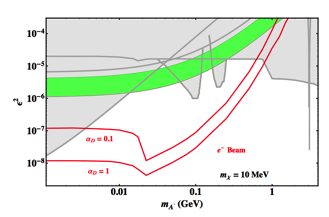 10⁻⁴
10⁻⁵
10⁻⁶
10⁻⁷
10⁻⁸
ϵ²
α_D = 0.1
α_D = 1
e⁻ Beam
m_χ = 10 MeV
0.01 0.1 1
m_A' (GeV)